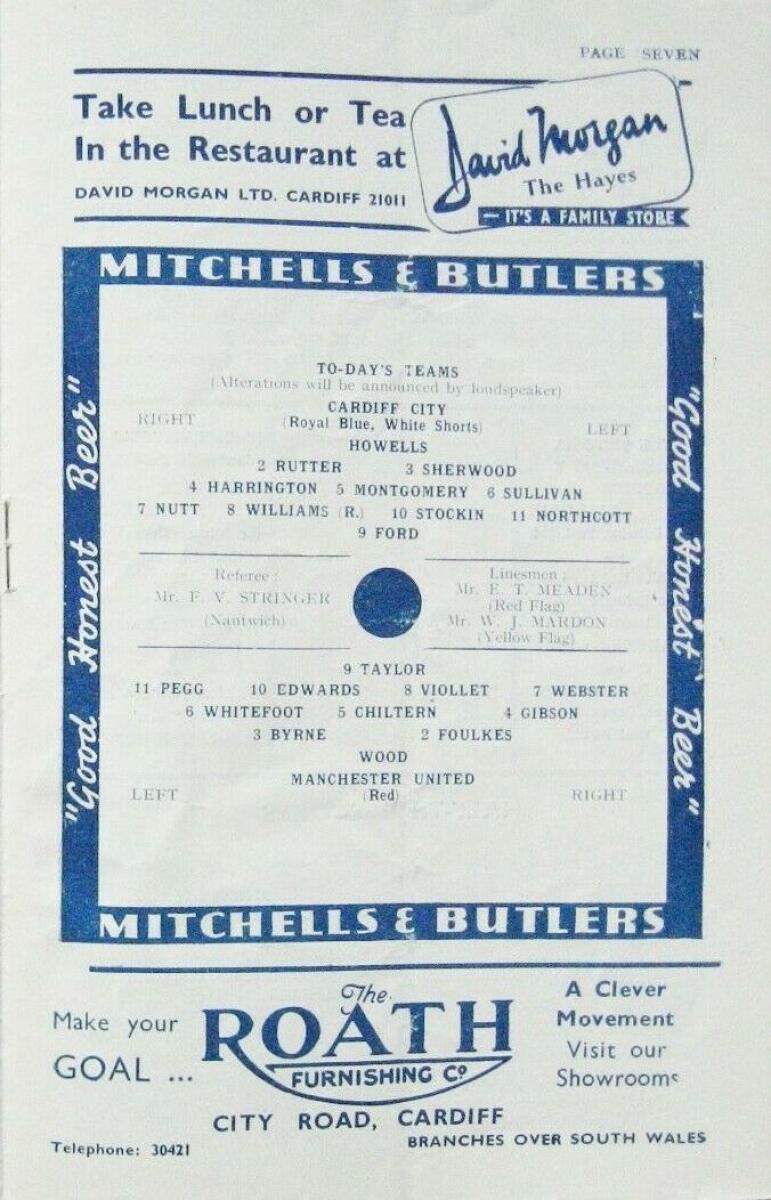 PAGE SEVEN
Take Lunch or Tea
In the Restaurant at
DAVID MORGAN LTD. CARDIFF 21011
David Morgan
The Hayes
— IT'S A FAMILY STORE
MITCHELLS & BUTLERS
"Good Honest Beer"
"Good Honest Beer"
TO-DAY'S TEAMS
(Alterations will be announced by loudspeaker)
CARDIFF CITY
RIGHT (Royal Blue, White Shorts) LEFT
HOWELLS
2 RUTTER 3 SHERWOOD
4 HARRINGTON 5 MONTGOMERY 6 SULLIVAN
7 NUTT 8 WILLIAMS (R.) 10 STOCKIN 11 NORTHCOTT
9 FORD
Referee :
Mr. F. V. STRINGER
(Nantwich)
Linesmen :
Mr. E. T. MEADEN
(Red Flag)
Mr. W. J. MARDON
(Yellow Flag)
9 TAYLOR
11 PEGG 10 EDWARDS 8 VIOLLET 7 WEBSTER
6 WHITEFOOT 5 CHILTERN 4 GIBSON
3 BYRNE 2 FOULKES
WOOD
MANCHESTER UNITED
LEFT (Red) RIGHT
MITCHELLS & BUTLERS
Make your
GOAL ...
The
ROATH
FURNISHING Co
A Clever
Movement
Visit our
Showrooms
CITY ROAD, CARDIFF
Telephone: 30421
BRANCHES OVER SOUTH WALES